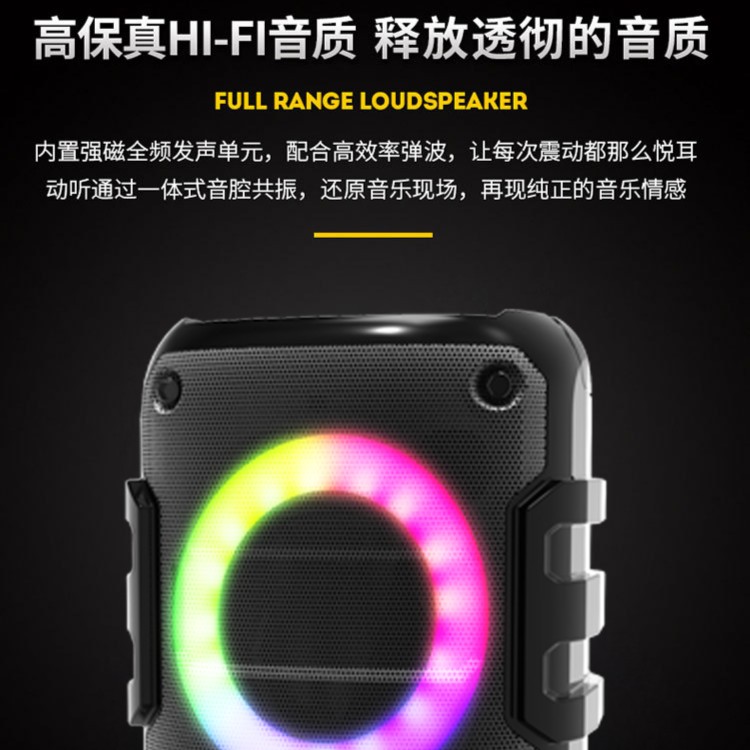 高保真HI-FI音质 释放透彻的音质
FULL RANGE LOUDSPEAKER
内置强磁全频发声单元，配合高效率弹波，让每次震动都那么悦耳
动听通过一体式音腔共振，还原音乐现场，再现纯正的音乐情感